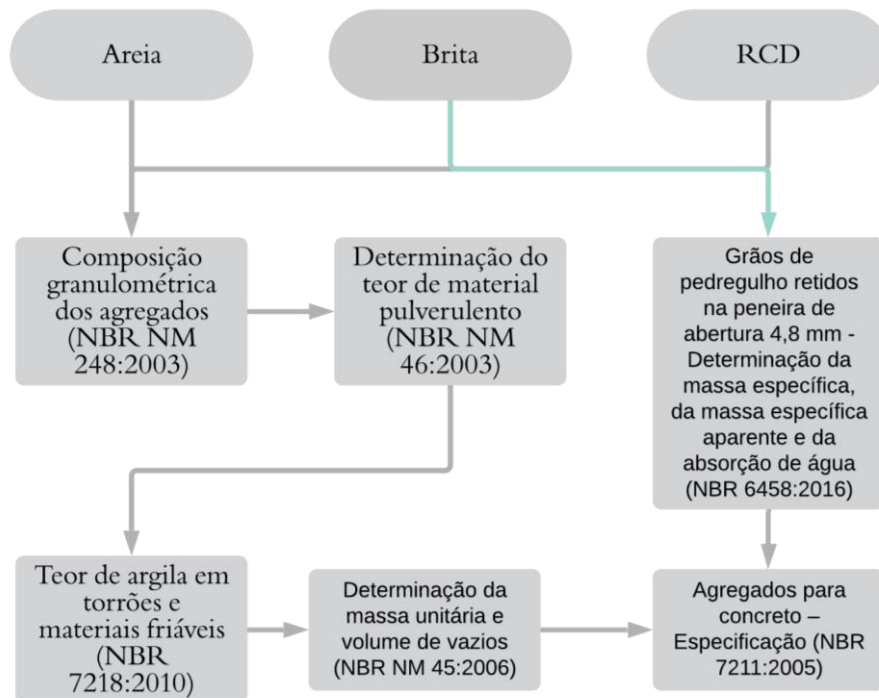 Areia
Brita
RCD
Composição
granulométrica
dos agregados
(NBR NM
248:2003)
Determinação do
teor de material
pulverulento
(NBR NM
46:2003)
Grãos de
pedregulho retidos
na peneira de
abertura 4,8 mm -
Determinação da
massa específica,
da massa específica
aparente e da
absorção de água
(NBR 6458:2016)
Teor de argila em
torrões e
materiais friáveis
(NBR
7218:2010)
Determinação da
massa unitária e
volume de vazios
(NBR NM 45:2006)
Agregados para
concreto –
Especificação (NBR
7211:2005)